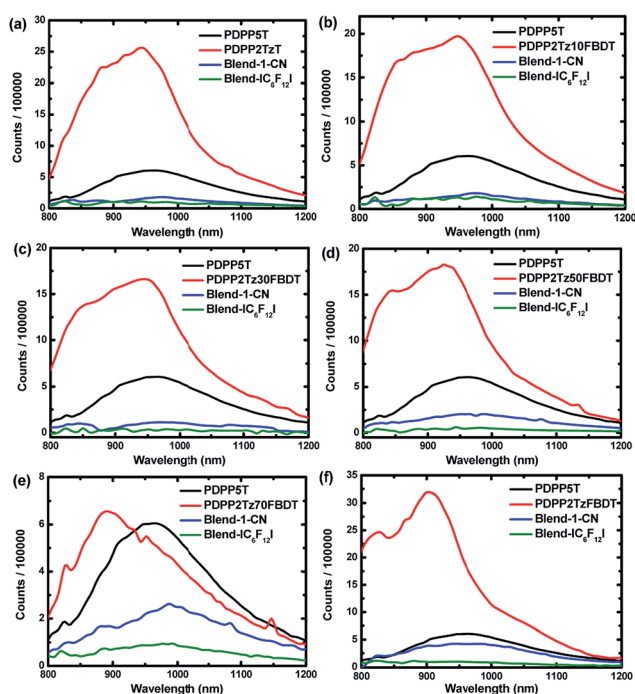 (a)
PDPP5T
PDPP2TzT
Blend-1-CN
Blend-IC₆F₁₂I
Counts / 100000
25
20
15
10
5
0
800 900 1000 1100 1200
Wavelength (nm)
(b)
PDPP5T
PDPP2Tz10FBDT
Blend-1-CN
Blend-IC₆F₁₂I
Counts / 100000
20
15
10
5
0
800 900 1000 1100 1200
Wavelength (nm)
(c)
PDPP5T
PDPP2Tz30FBDT
Blend-1-CN
Blend-IC₆F₁₂I
Counts / 100000
20
15
10
5
0
800 900 1000 1100 1200
Wavelength (nm)
(d)
PDPP5T
PDPP2Tz50FBDT
Blend-1-CN
Blend-IC₆F₁₂I
Counts / 100000
20
15
10
5
0
800 900 1000 1100 1200
Wavelength (nm)
(e)
PDPP5T
PDPP2Tz70FBDT
Blend-1-CN
Blend-IC₆F₁₂I
Counts / 100000
8
6
4
2
0
800 900 1000 1100 1200
Wavelength (nm)
(f)
PDPP5T
PDPP2TzFBDT
Blend-1-CN
Blend-IC₆F₁₂I
Counts / 100000
35
30
25
20
15
10
5
0
800 900 1000 1100 1200
Wavelength (nm)